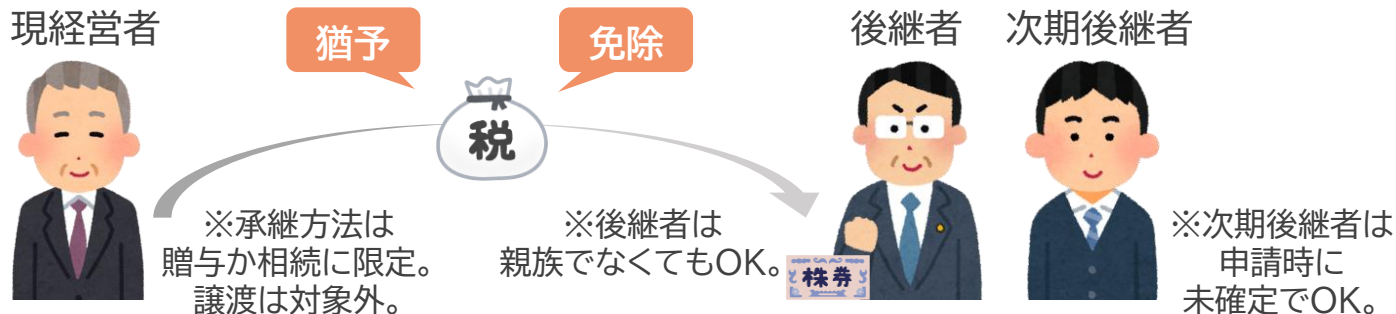 現経営者
猶予
免除
後継者
次期後継者
税
※承継方法は
贈与か相続に限定。
譲渡は対象外。
※後継者は
親族でなくてもOK。
株券
※次期後継者は
申請時に
未確定でOK。